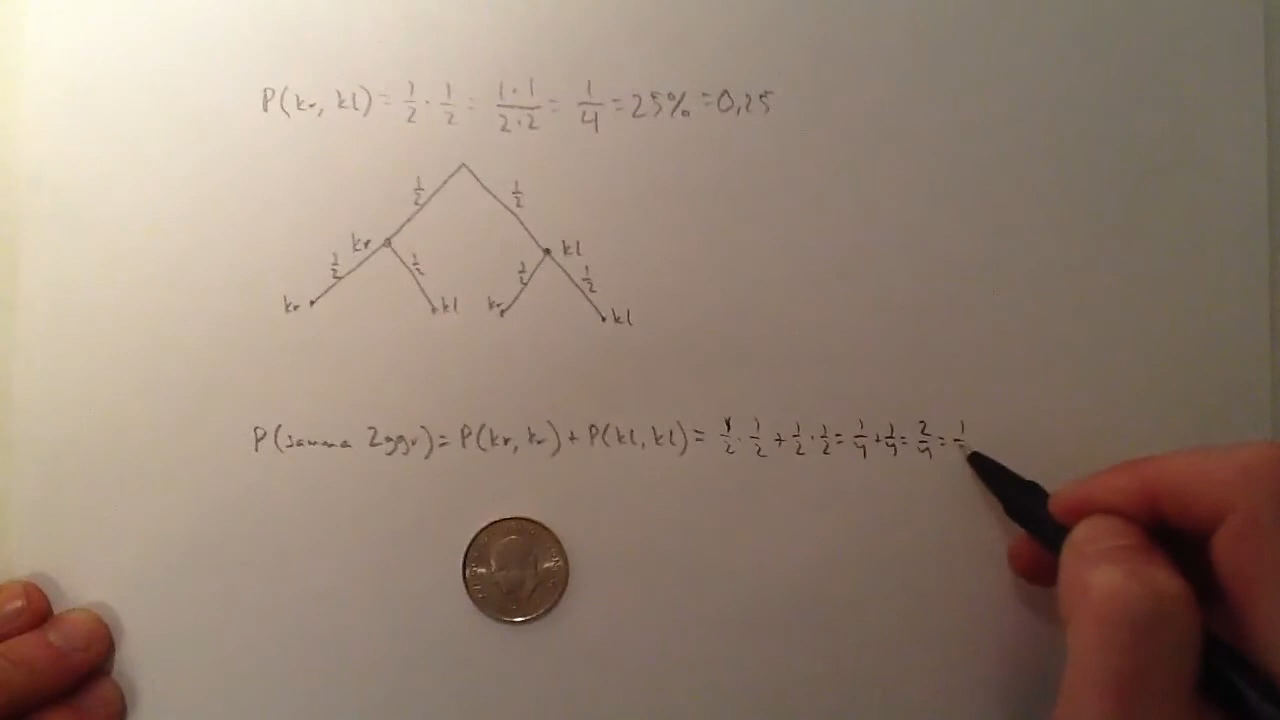 P(kr, kl) = 1/2 · 1/2 = 1·1/2·2 = 1/4 = 25% = 0,25
1/2 1/2
kr kl
1/2 1/2 1/2 1/2
kr kl kr kl
P(samma 2ggr) = P(kr, kr) + P(kl, kl) = 1/2 · 1/2 + 1/2 · 1/2 = 1/4 + 1/4 = 2/4 = 1